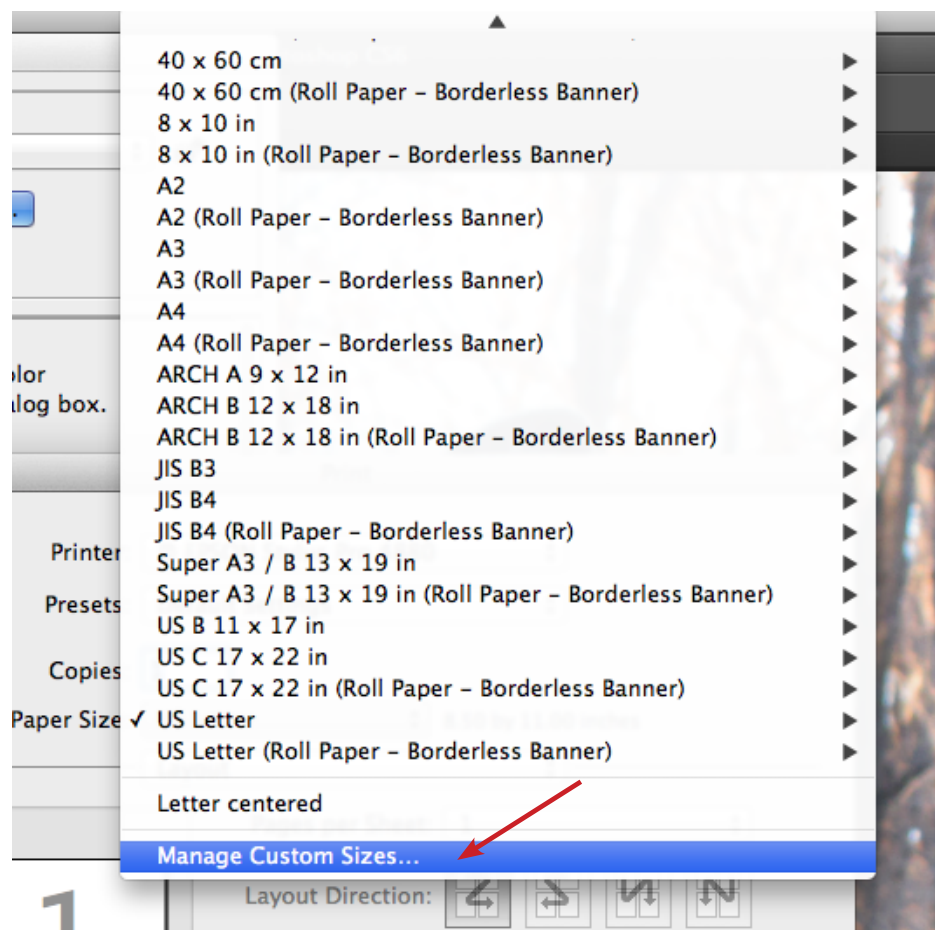 40 x 60 cm
40 x 60 cm (Roll Paper – Borderless Banner)
8 x 10 in
8 x 10 in (Roll Paper – Borderless Banner)
A2
A2 (Roll Paper – Borderless Banner)
A3
A3 (Roll Paper – Borderless Banner)
A4
A4 (Roll Paper – Borderless Banner)
olor
ARCH A 9 x 12 in
alog box.
ARCH B 12 x 18 in
ARCH B 12 x 18 in (Roll Paper – Borderless Banner)
JIS B3
JIS B4
JIS B4 (Roll Paper – Borderless Banner)
Printer
Super A3 / B 13 x 19 in
Presets
Super A3 / B 13 x 19 in (Roll Paper – Borderless Banner)
US B 11 x 17 in
Copies
US C 17 x 22 in
US C 17 x 22 in (Roll Paper – Borderless Banner)
Paper Size ✓ US Letter
US Letter (Roll Paper – Borderless Banner)
Letter centered
Manage Custom Sizes...
Layout Direction:
1